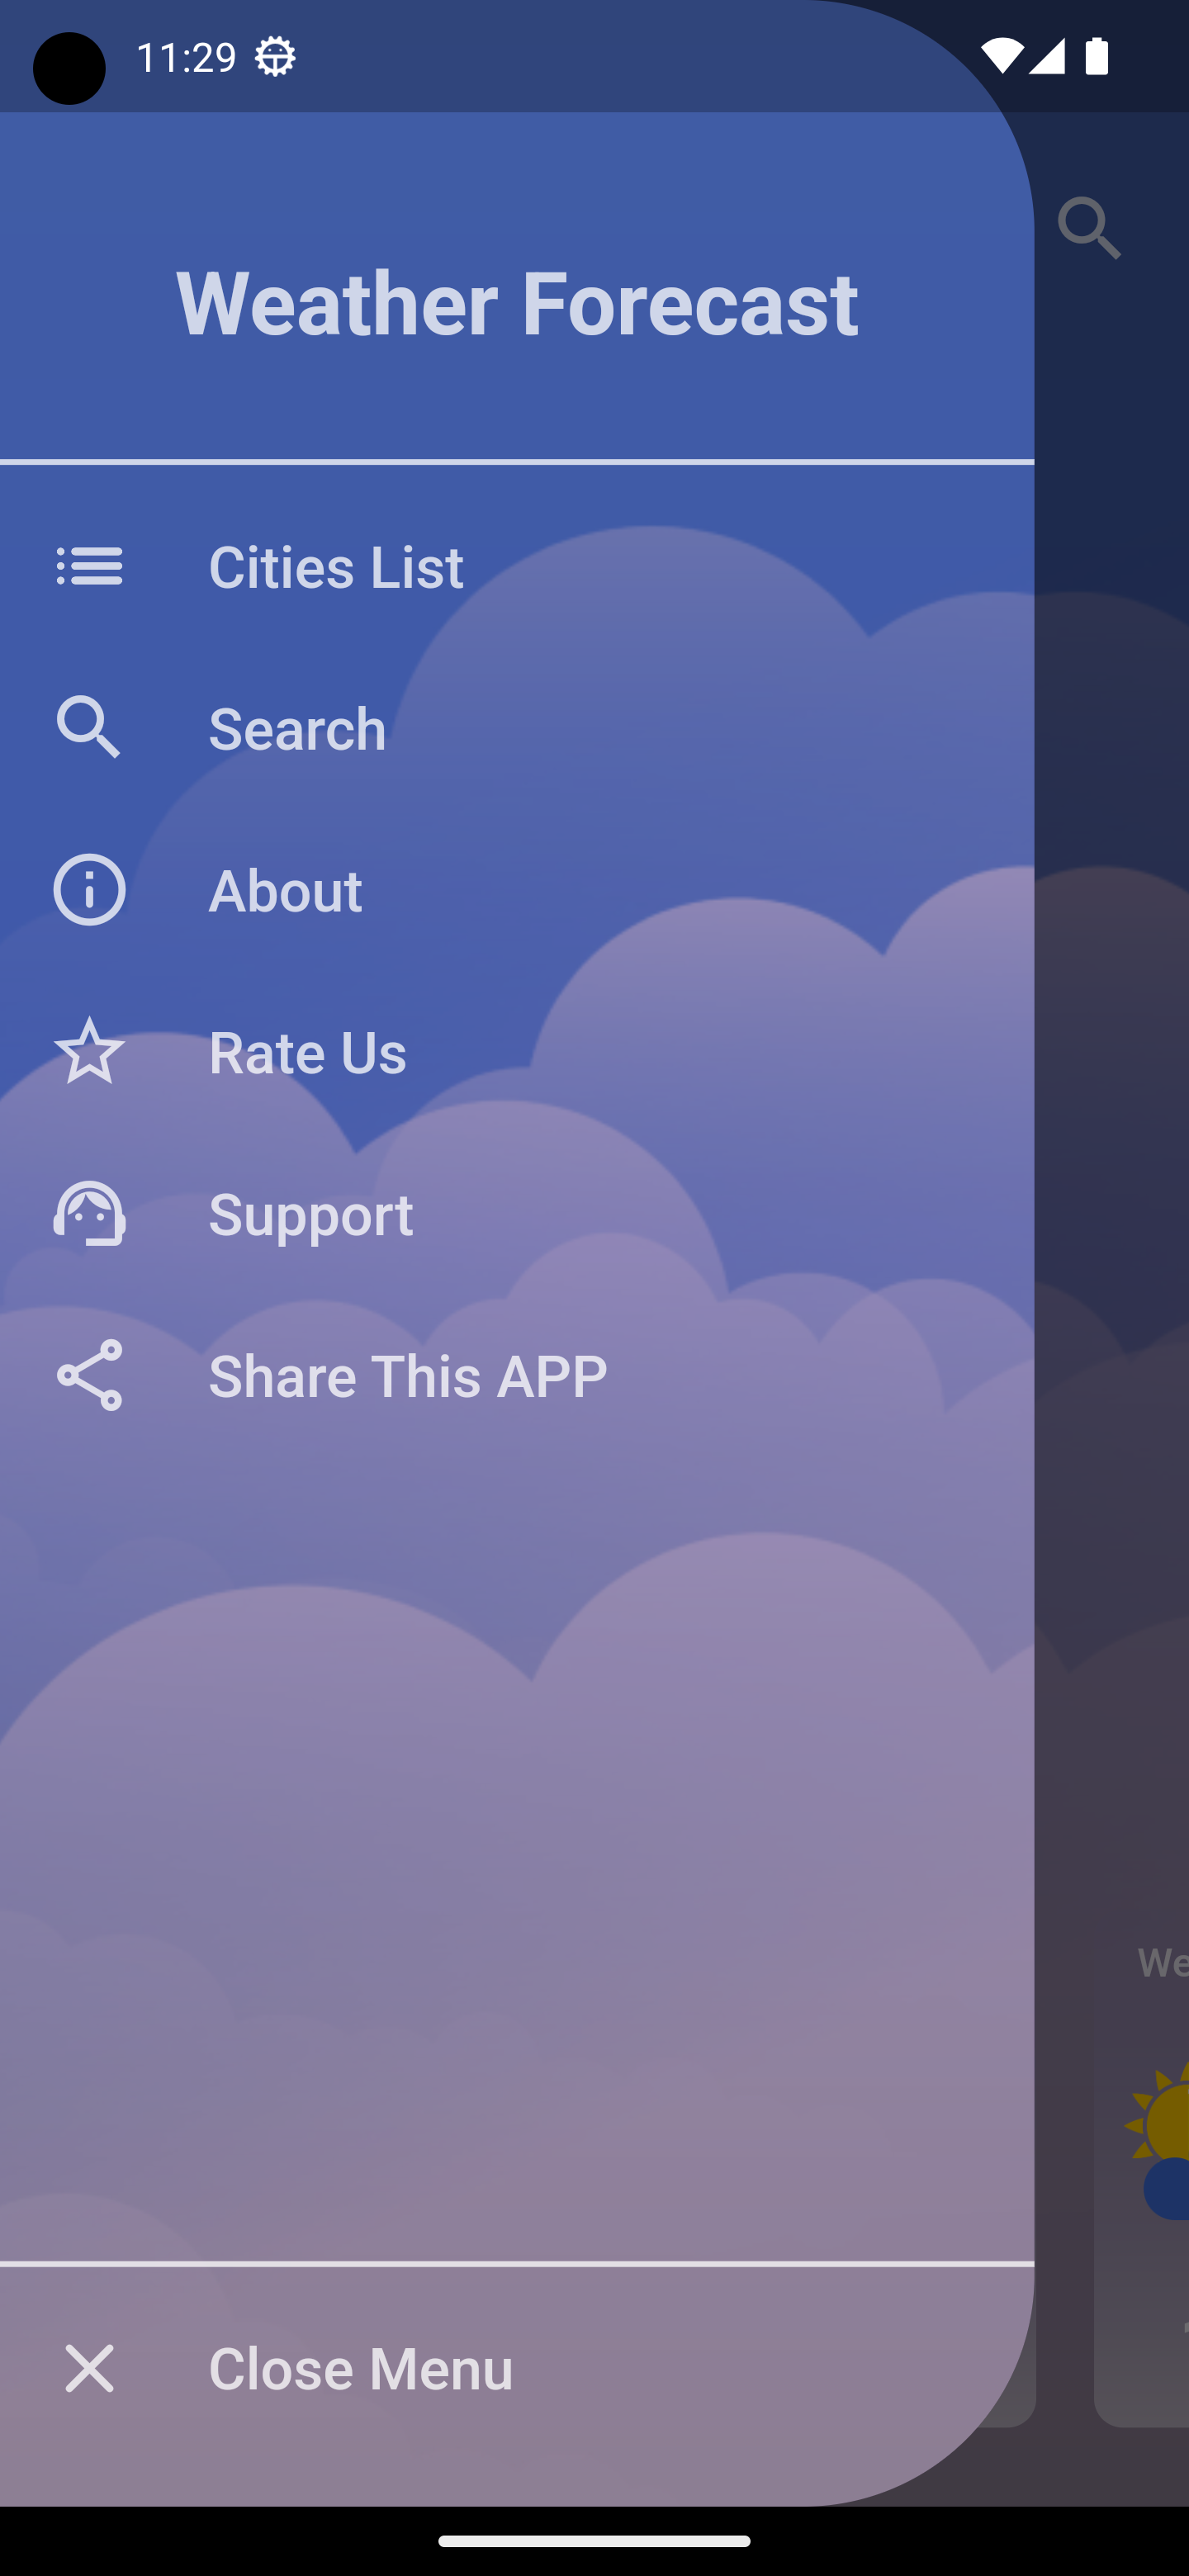 11:29
Weather Forecast
Cities List
Search
About
Rate Us
Support
Share This APP
We
Close Menu